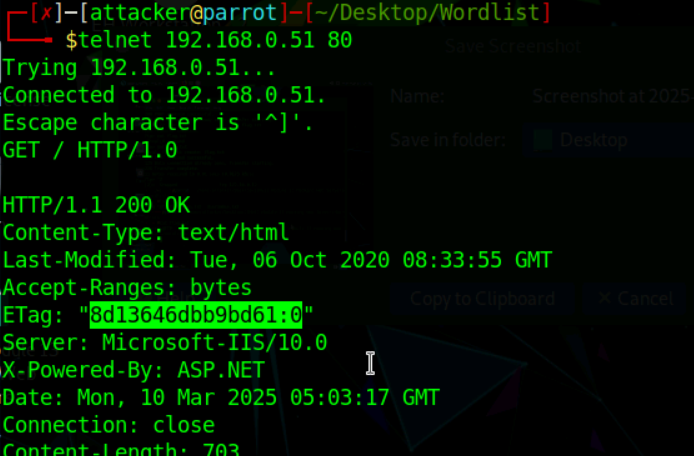 ┌─[✗]─[attacker@parrot]─[~/Desktop/Wordlist]
└──╼ $telnet 192.168.0.51 80
Save Screenshot
Trying 192.168.0.51...
Connected to 192.168.0.51.
Name: Screenshot at 2025-
Escape character is '^]'.
Save in folder: Desktop
GET / HTTP/1.0
HTTP/1.1 200 OK
Content-Type: text/html
Last-Modified: Tue, 06 Oct 2020 08:33:55 GMT
Accept-Ranges: bytes
Copy to Clipboard × Cancel
ETag: "8d13646dbb9bd61:0"
Server: Microsoft-IIS/10.0
X-Powered-By: ASP.NET
Date: Mon, 10 Mar 2025 05:03:17 GMT
Connection: close
Content-Length: 703